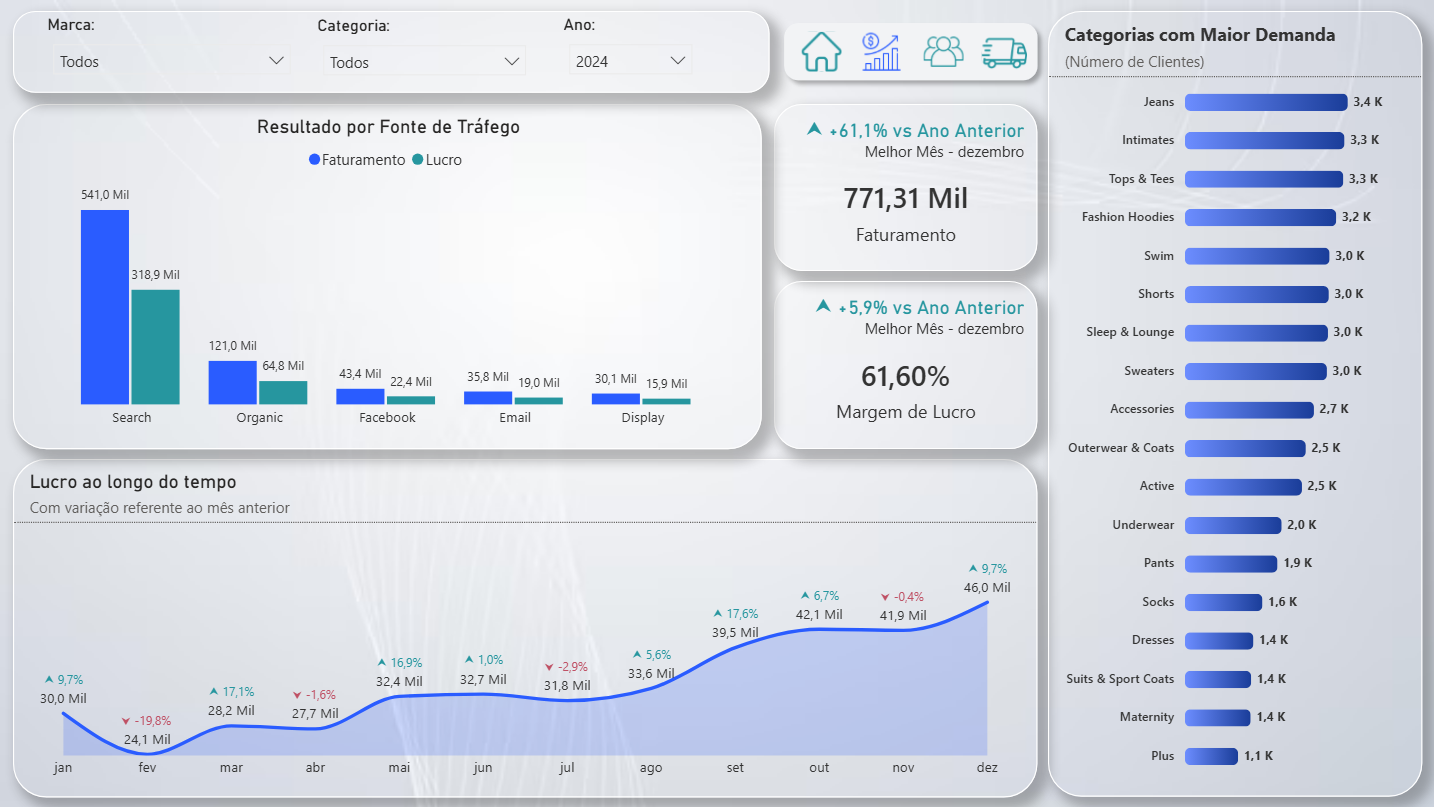 Marca:
Todos
Categoria:
Todos
Ano:
2024
Resultado por Fonte de Tráfego
Faturamento Lucro
541,0 Mil
318,9 Mil
121,0 Mil
64,8 Mil
43,4 Mil
22,4 Mil
35,8 Mil
19,0 Mil
30,1 Mil
15,9 Mil
Search Organic Facebook Email Display
+61,1% vs Ano Anterior
Melhor Mês - dezembro
771,31 Mil
Faturamento
+5,9% vs Ano Anterior
Melhor Mês - dezembro
61,60%
Margem de Lucro
Lucro ao longo do tempo
Com variação referente ao mês anterior
9,7%
30,0 Mil
-19,8%
24,1 Mil
17,1%
28,2 Mil
-1,6%
27,7 Mil
16,9%
32,4 Mil
1,0%
32,7 Mil
-2,9%
31,8 Mil
5,6%
33,6 Mil
17,6%
39,5 Mil
6,7%
42,1 Mil
-0,4%
41,9 Mil
9,7%
46,0 Mil
jan fev mar abr mai jun jul ago set out nov dez
Categorias com Maior Demanda
(Número de Clientes)
Jeans 3,4 K
Intimates 3,3 K
Tops & Tees 3,3 K
Fashion Hoodies 3,2 K
Swim 3,0 K
Shorts 3,0 K
Sleep & Lounge 3,0 K
Sweaters 3,0 K
Accessories 2,7 K
Outerwear & Coats 2,5 K
Active 2,5 K
Underwear 2,0 K
Pants 1,9 K
Socks 1,6 K
Dresses 1,4 K
Suits & Sport Coats 1,4 K
Maternity 1,4 K
Plus 1,1 K